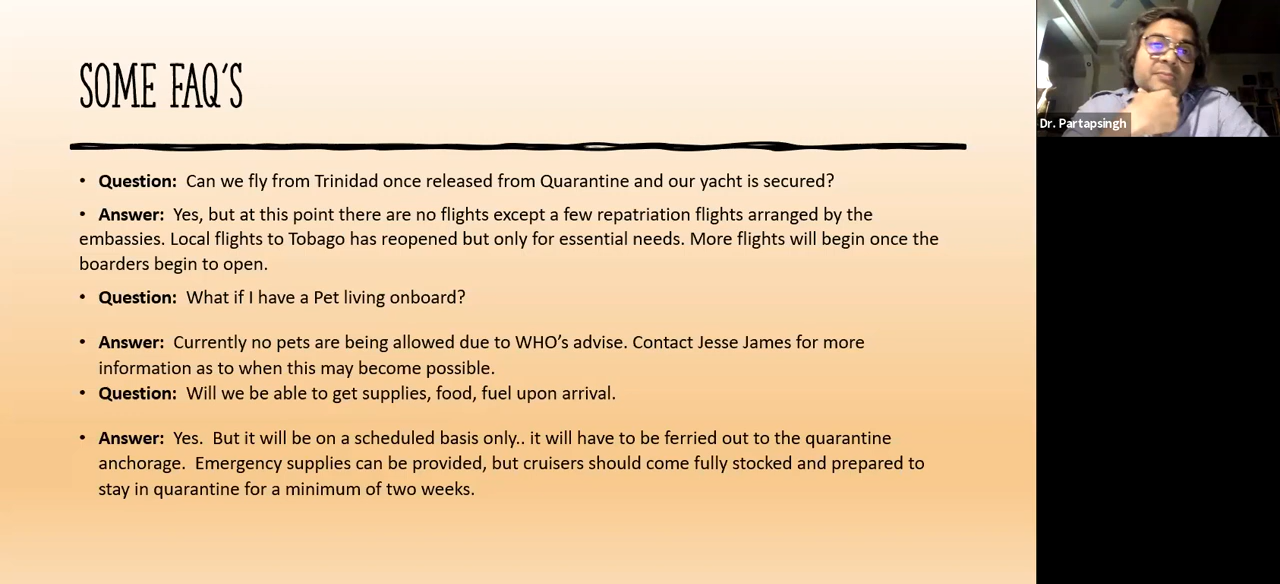 SOME FAQ'S
• Question: Can we fly from Trinidad once released from Quarantine and our yacht is secured?
• Answer: Yes, but at this point there are no flights except a few repatriation flights arranged by the
embassies. Local flights to Tobago has reopened but only for essential needs. More flights will begin once the
boarders begin to open.
• Question: What if I have a Pet living onboard?
• Answer: Currently no pets are being allowed due to WHO's advise. Contact Jesse James for more
information as to when this may become possible.
• Question: Will we be able to get supplies, food, fuel upon arrival.
• Answer: Yes. But it will be on a scheduled basis only.. it will have to be ferried out to the quarantine
anchorage. Emergency supplies can be provided, but cruisers should come fully stocked and prepared to
stay in quarantine for a minimum of two weeks.
Dr. Partapsingh